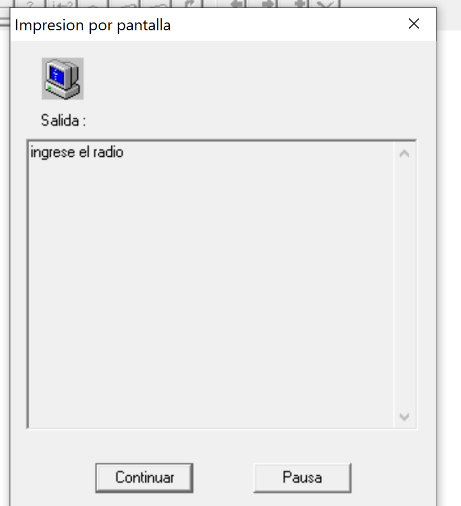 Impresion por pantalla
Salida :
ingrese el radio
Continuar
Pausa